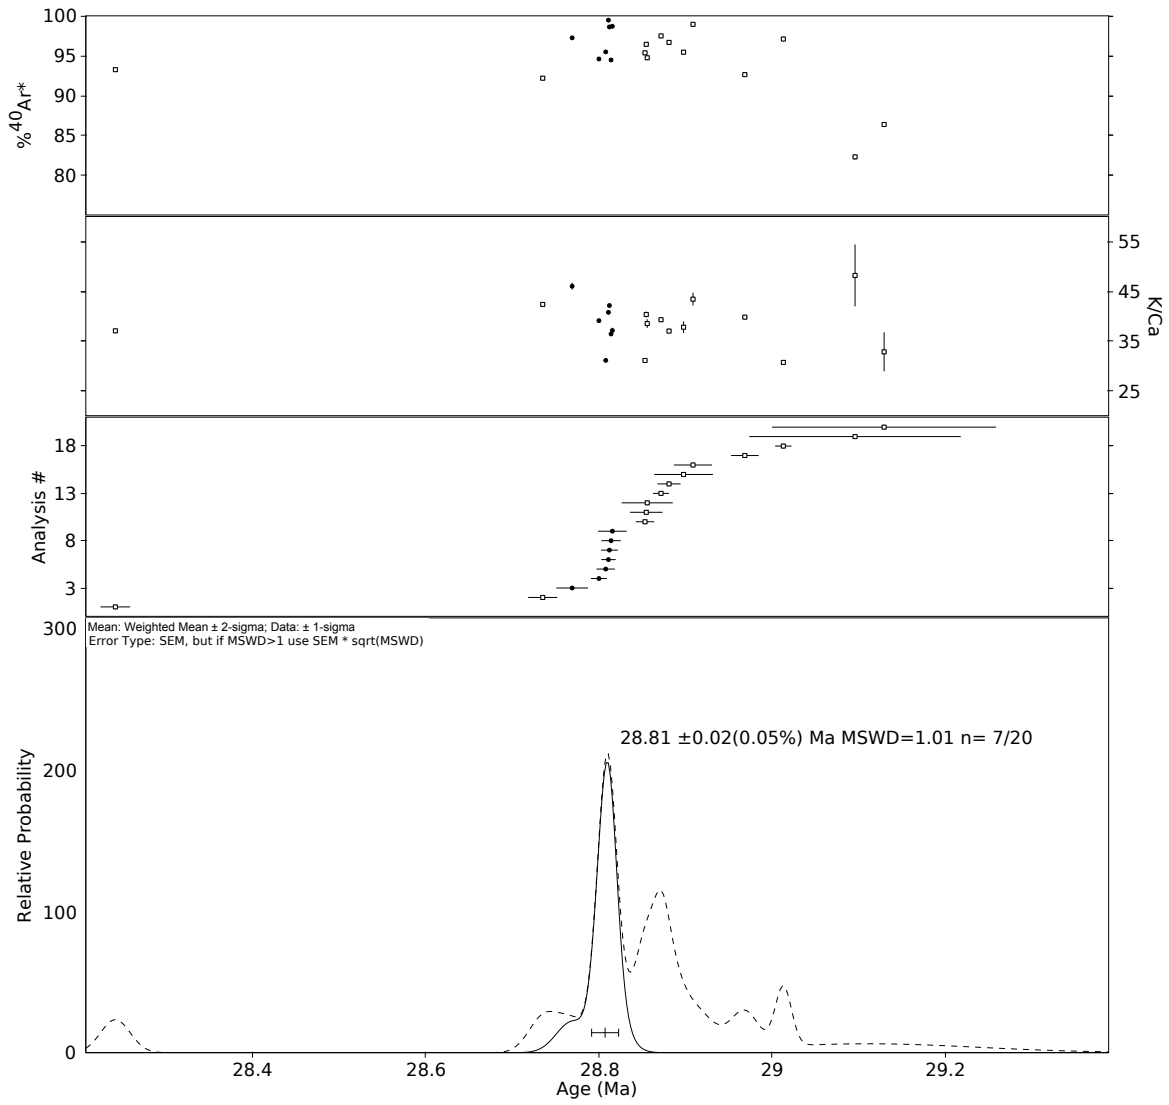 100
95
90
85
80
%40Ar*
55
45
35
25
K/Ca
18
13
8
3
Analysis #
Mean: Weighted Mean ± 2-sigma; Data: ± 1-sigma
Error Type: SEM, but if MSWD>1 use SEM * sqrt(MSWD)
300
200
100
0
Relative Probability
28.81 ±0.02(0.05%) Ma MSWD=1.01 n= 7/20
28.4 28.6 28.8 29 29.2
Age (Ma)